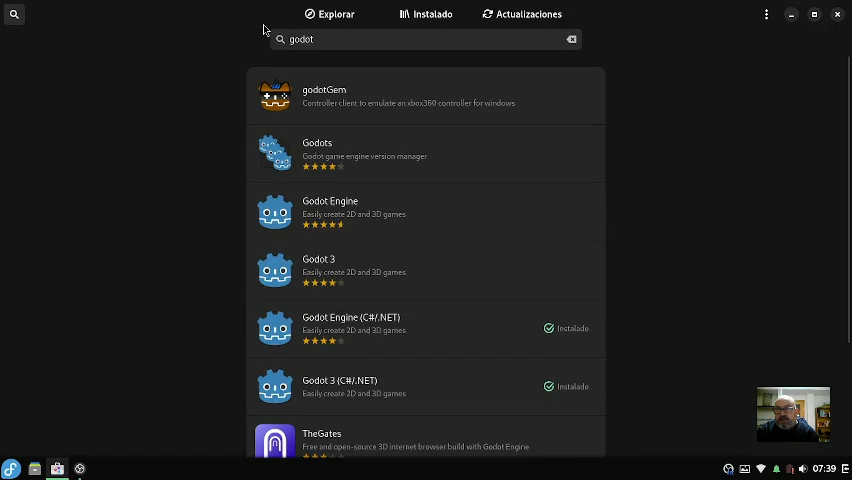 Explorar
Instalado
Actualizaciones
godot
godotGem
Controller client to emulate an xbox360 controller for windows
Godots
Godot game engine version manager
Godot Engine
Easily create 2D and 3D games
Godot 3
Easily create 2D and 3D games
Godot Engine (C#/.NET)
Easily create 2D and 3D games
Instalado
Godot 3 (C#/.NET)
Easily create 2D and 3D games
Instalado
TheGates
Free and open-source 3D internet browser build with Godot Engine
07:39